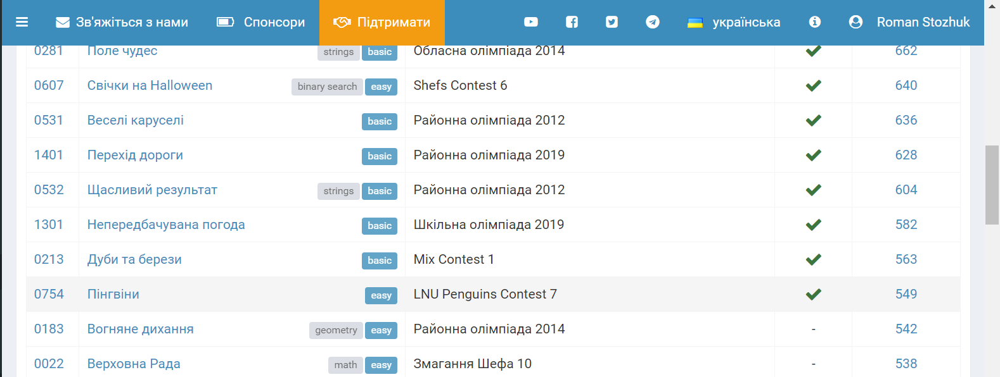 Зв'яжіться з нами Спонсори Підтримати українська Roman Stozhuk
0281 Поле чудес strings basic Обласна олімпіада 2014 662
0607 Свічки на Halloween binary search easy Shefs Contest 6 640
0531 Веселі каруселі basic Районна олімпіада 2012 636
1401 Перехід дороги basic Районна олімпіада 2019 628
0532 Щасливий результат strings basic Районна олімпіада 2012 604
1301 Непередбачувана погода basic Шкільна олімпіада 2019 582
0213 Дуби та берези basic Mix Contest 1 563
0754 Пінгвіни easy LNU Penguins Contest 7 549
0183 Вогняне дихання geometry easy Районна олімпіада 2014 - 542
0022 Верховна Рада math easy Змагання Шефа 10 - 538